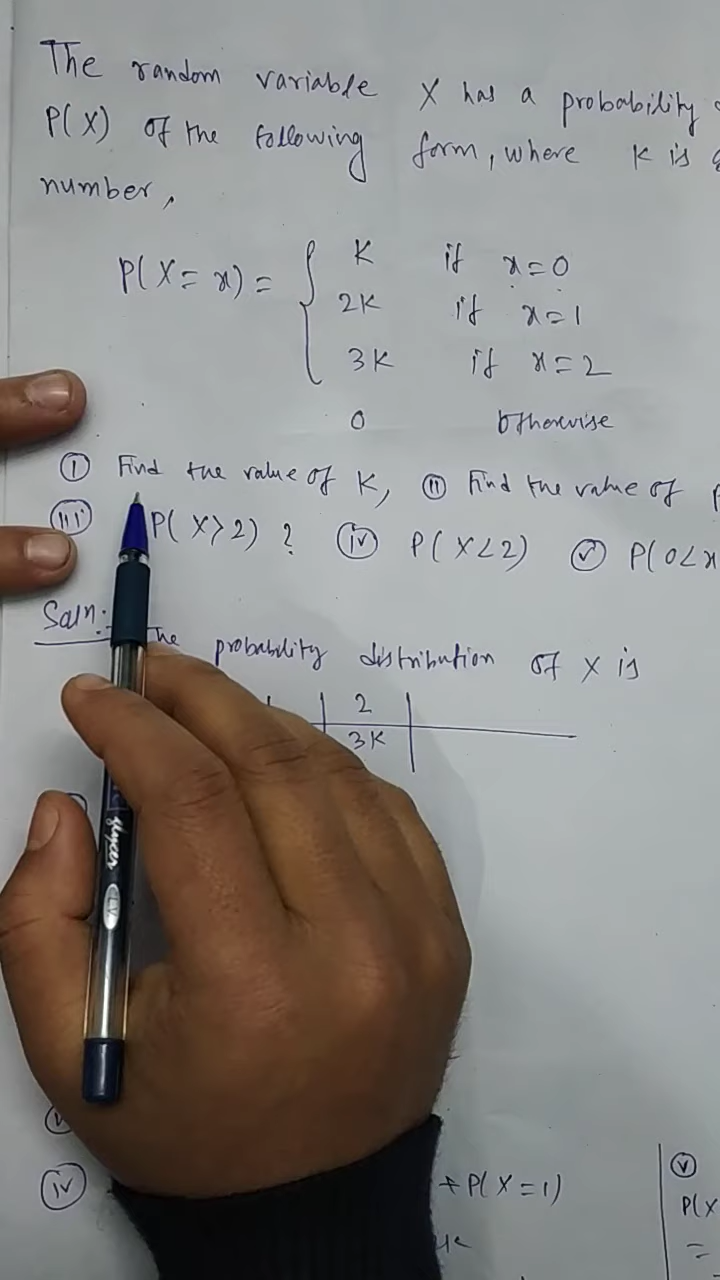 The random variable X has a probability
P(X) of the following form, where K is
number,
P(X = x) = { K if x = 0
2K if x = 1
3K if x = 2
0 otherwise
(i) Find the value of K, (ii) Find the value of P
(iii) P(X > 2) ? (iv) P(X < 2) (v) P(0 < x
Soln:- The probability distribution of X is
2
3K
flycer
(v)
(iv) + P(X = 1)
P(X
=